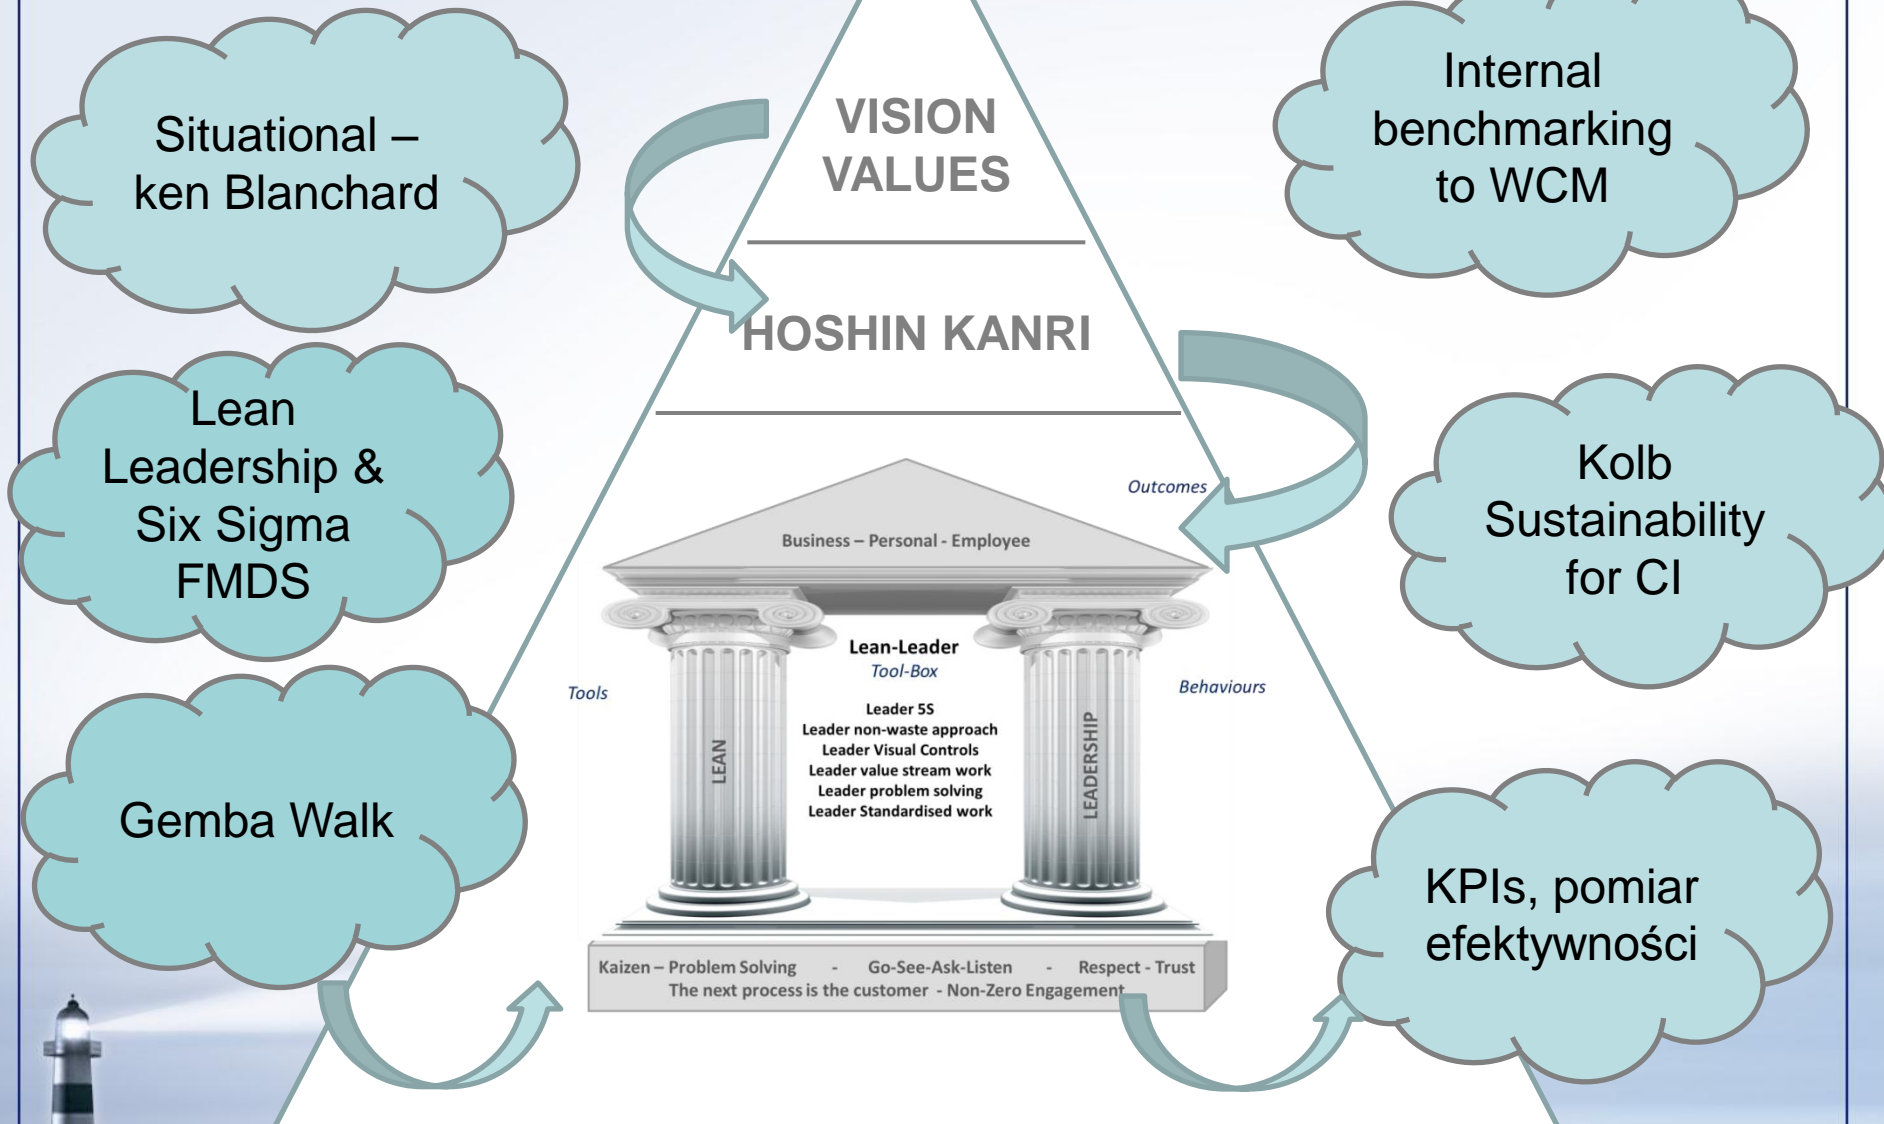 Situational –
ken Blanchard
VISION
VALUES
Internal
benchmarking
to WCM
HOSHIN KANRI
Lean
Leadership &
Six Sigma
FMDS
Kolb
Sustainability
for CI
Outcomes
Business – Personal - Employee
Tools
Behaviours
LEAN
Lean-Leader
Tool-Box
Leader 5S
Leader non-waste approach
Leader Visual Controls
Leader value stream work
Leader problem solving
Leader Standardised work
LEADERSHIP
Gemba Walk
KPIs, pomiar
efektywności
Kaizen – Problem Solving - Go-See-Ask-Listen - Respect - Trust
The next process is the customer - Non-Zero Engagement